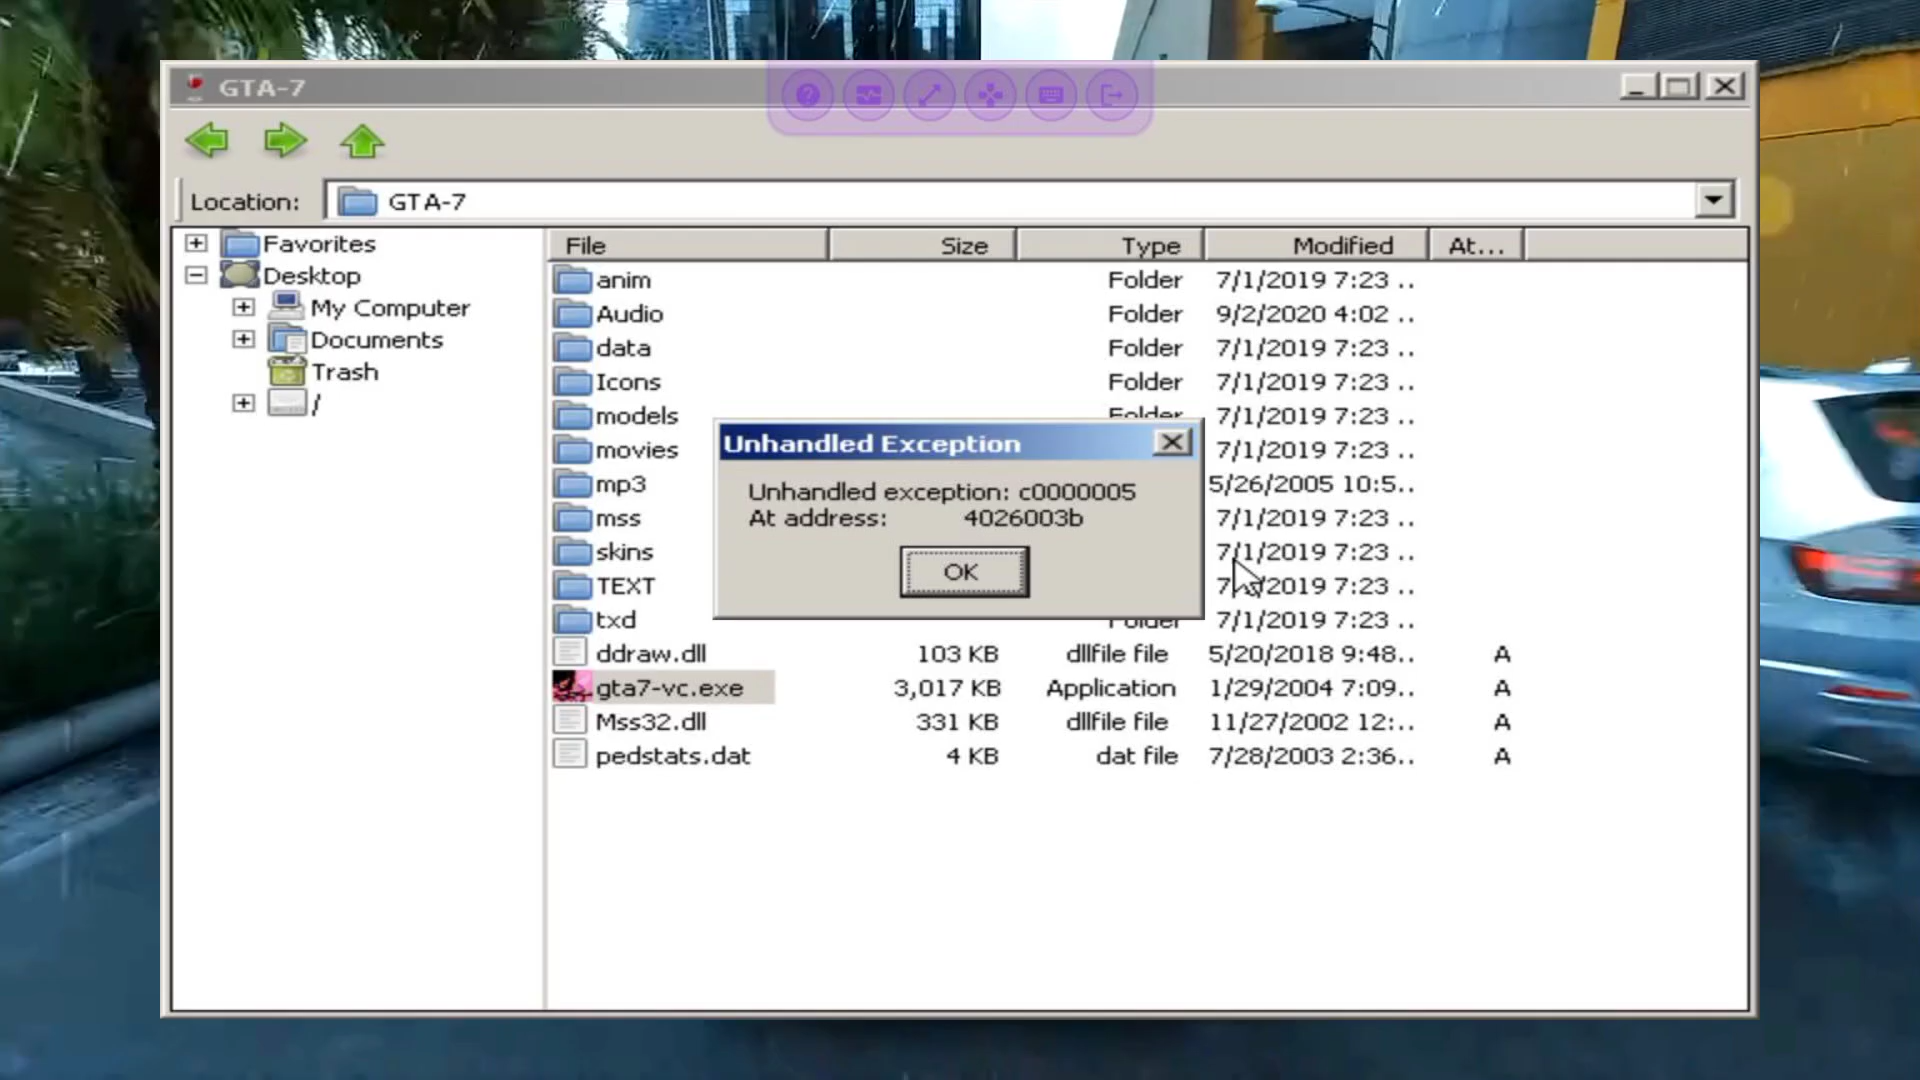 GTA-7
Location: GTA-7
Favorites
Desktop
My Computer
Documents
Trash
/
File Size Type Modified At...
anim Folder 7/1/2019 7:23 ..
Audio Folder 9/2/2020 4:02 ..
data Folder 7/1/2019 7:23 ..
Icons Folder 7/1/2019 7:23 ..
models Folder 7/1/2019 7:23 ..
movies 7/1/2019 7:23 ..
mp3 5/26/2005 10:5..
mss 7/1/2019 7:23 ..
skins 7/1/2019 7:23 ..
TEXT 7/1/2019 7:23 ..
txd Folder 7/1/2019 7:23 ..
ddraw.dll 103 KB dllfile file 5/20/2018 9:48.. A
gta7-vc.exe 3,017 KB Application 1/29/2004 7:09.. A
Mss32.dll 331 KB dllfile file 11/27/2002 12:.. A
pedstats.dat 4 KB dat file 7/28/2003 2:36.. A
Unhandled Exception
Unhandled exception: c0000005
At address: 4026003b
OK